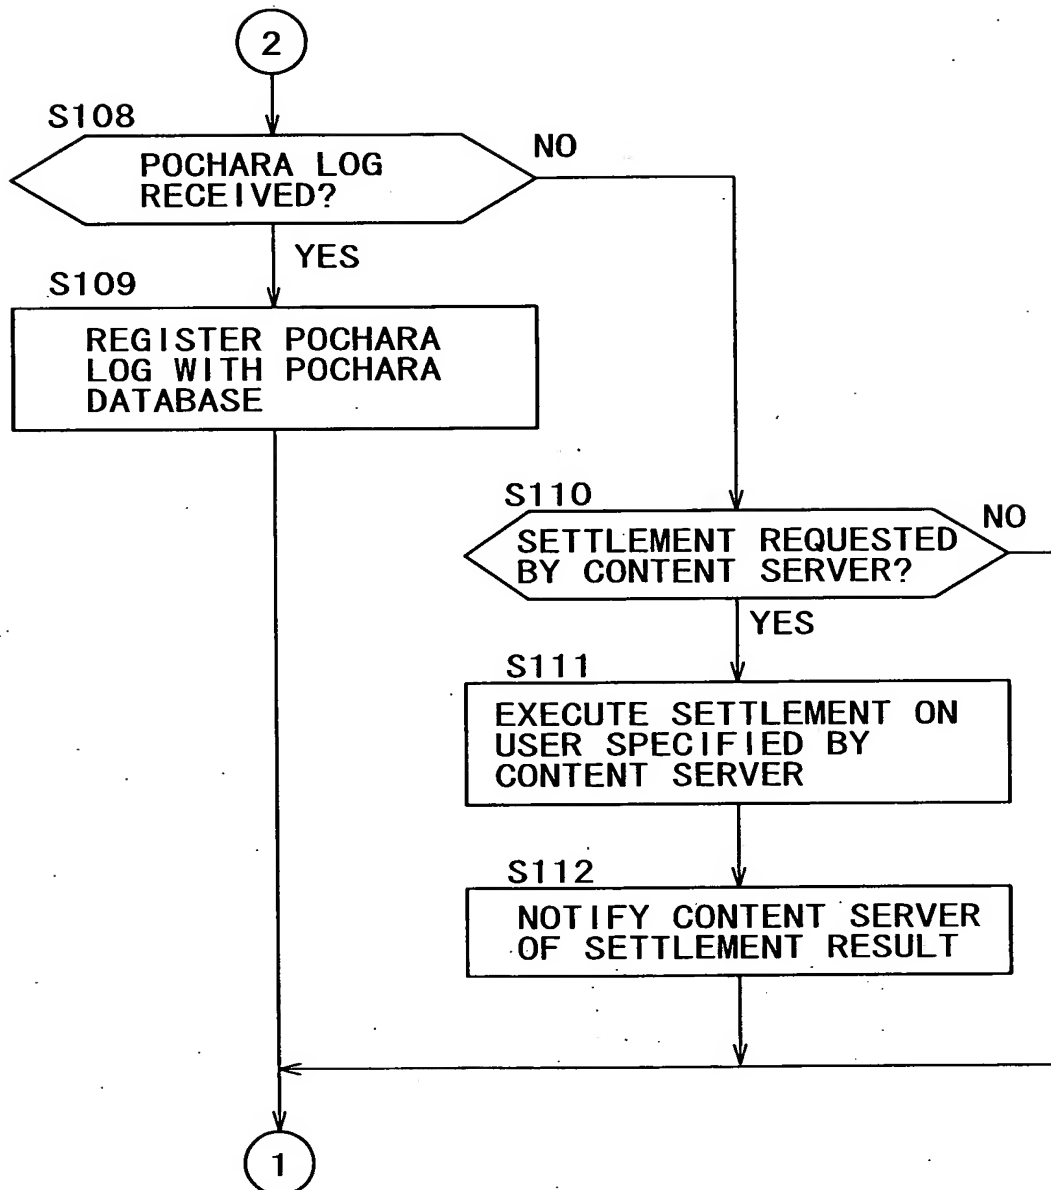 2
S108
POCHARA LOG
RECEIVED?
NO
YES
S109
REGISTER POCHARA
LOG WITH POCHARA
DATABASE
S110
SETTLEMENT REQUESTED
BY CONTENT SERVER?
NO
YES
S111
EXECUTE SETTLEMENT ON
USER SPECIFIED BY
CONTENT SERVER
S112
NOTIFY CONTENT SERVER
OF SETTLEMENT RESULT
1